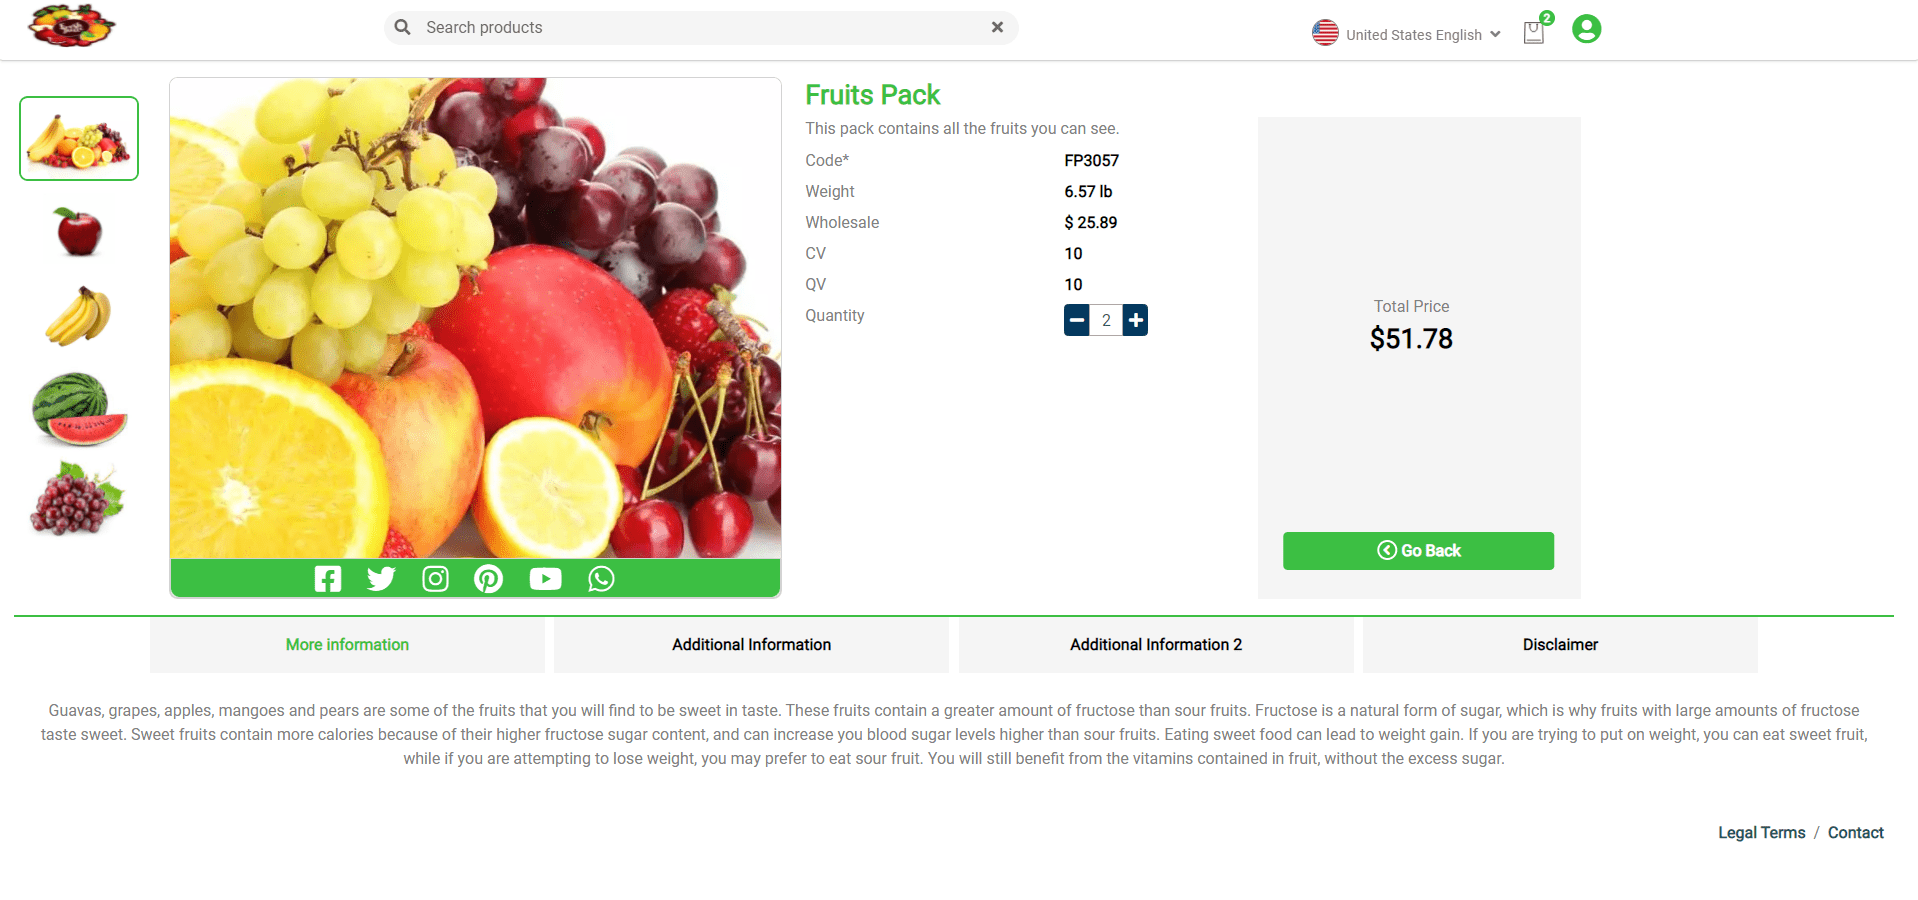 Search products
United States English
2
Fruits Pack
This pack contains all the fruits you can see.
Code* FP3057
Weight 6.57 lb
Wholesale $ 25.89
CV 10
QV 10
Quantity 2
Total Price
$51.78
Go Back
More information Additional Information Additional Information 2 Disclaimer
Guavas, grapes, apples, mangoes and pears are some of the fruits that you will find to be sweet in taste. These fruits contain a greater amount of fructose than sour fruits. Fructose is a natural form of sugar, which is why fruits with large amounts of fructose
taste sweet. Sweet fruits contain more calories because of their higher fructose sugar content, and can increase you blood sugar levels higher than sour fruits. Eating sweet food can lead to weight gain. If you are trying to put on weight, you can eat sweet fruit,
while if you are attempting to lose weight, you may prefer to eat sour fruit. You will still benefit from the vitamins contained in fruit, without the excess sugar.
Legal Terms / Contact